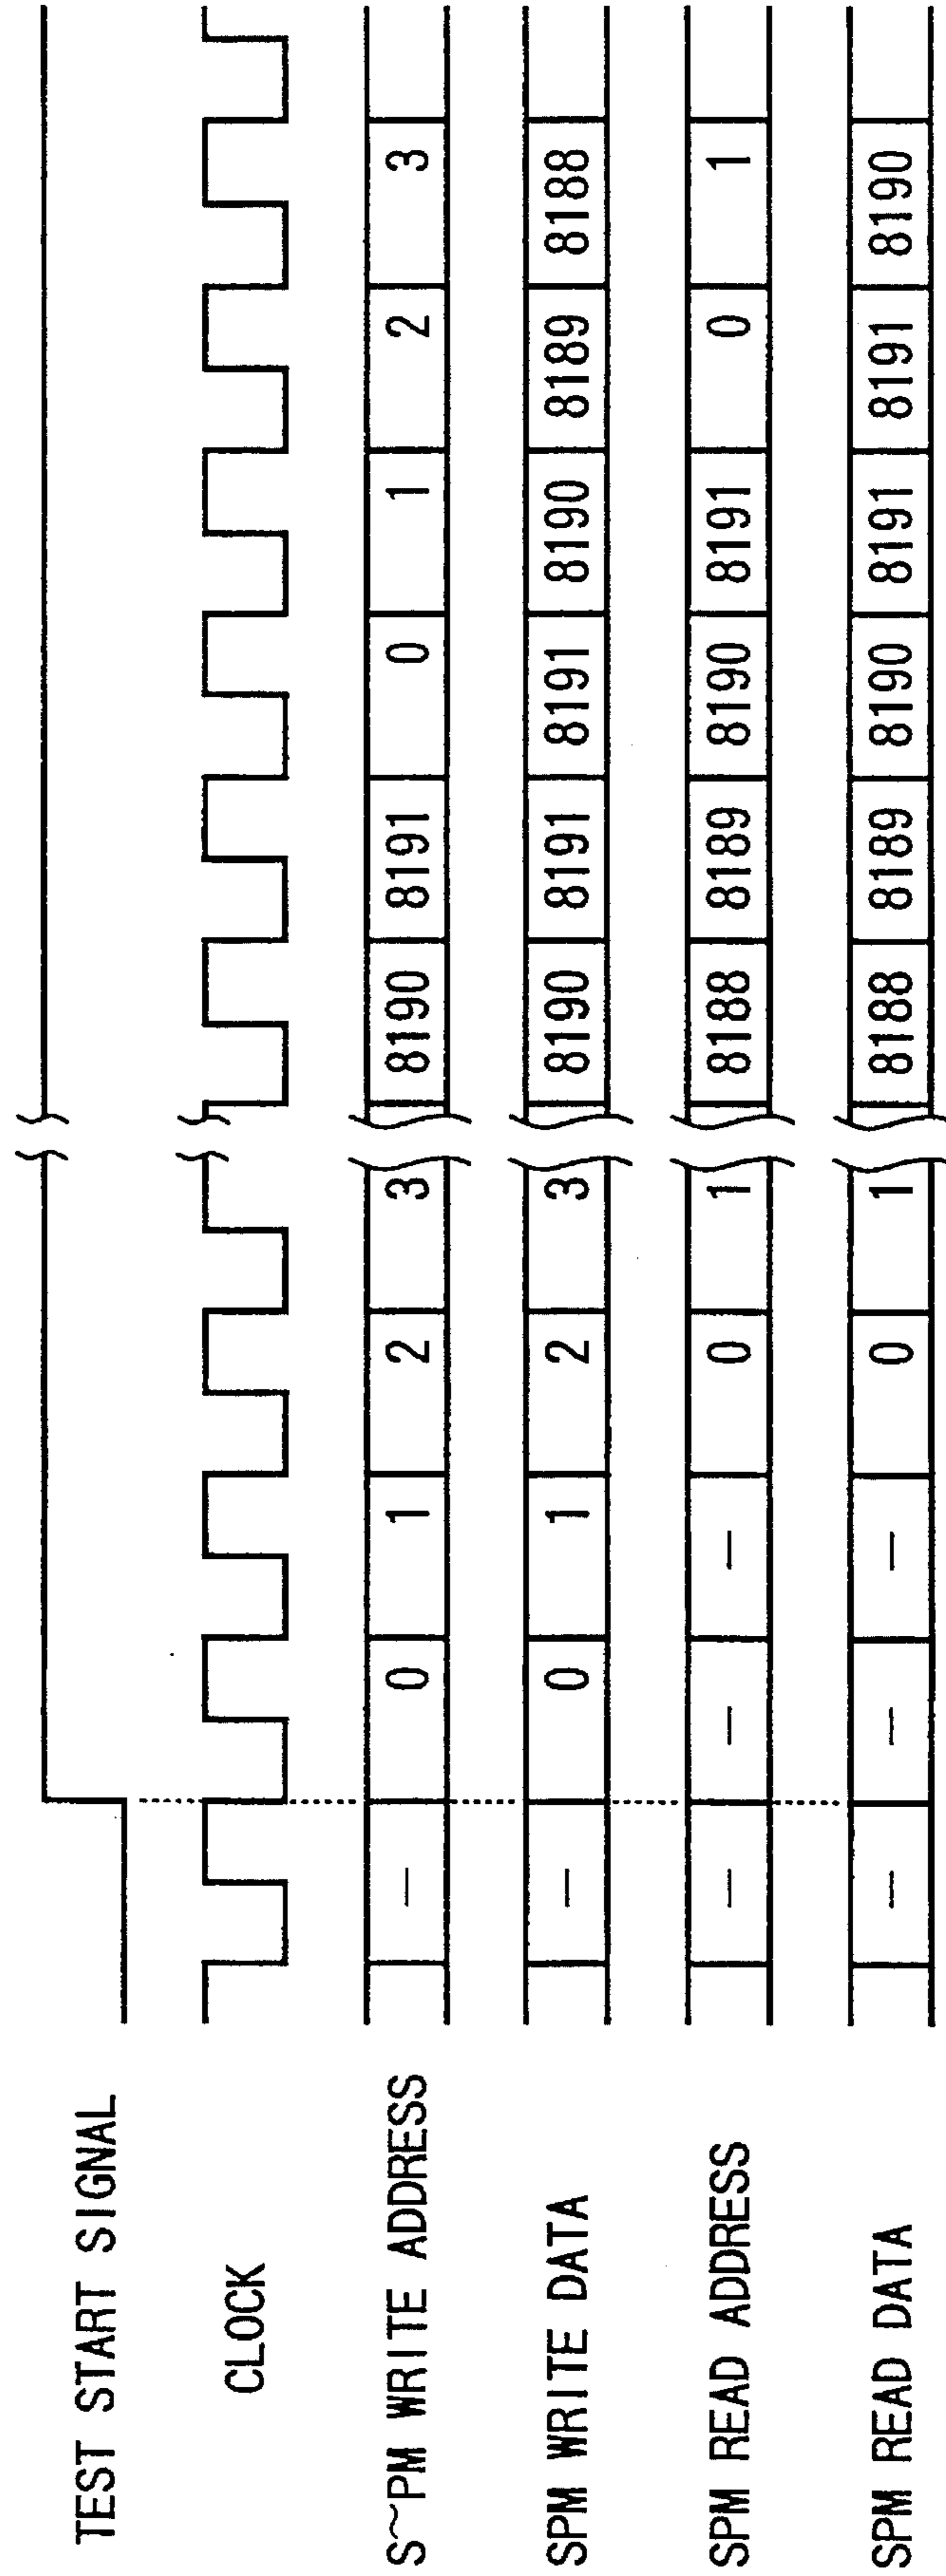 TEST START SIGNAL
CLOCK
S~PM WRITE ADDRESS — 0 1 2 3 8190 8191 0 1 2 3
SPM WRITE DATA — 0 1 2 3 8190 8191 8191 8190 8189 8188
SPM READ ADDRESS — — — 0 1 8188 8189 8190 8191 0 1
SPM READ DATA — — — 0 1 8188 8189 8190 8191 8191 8190